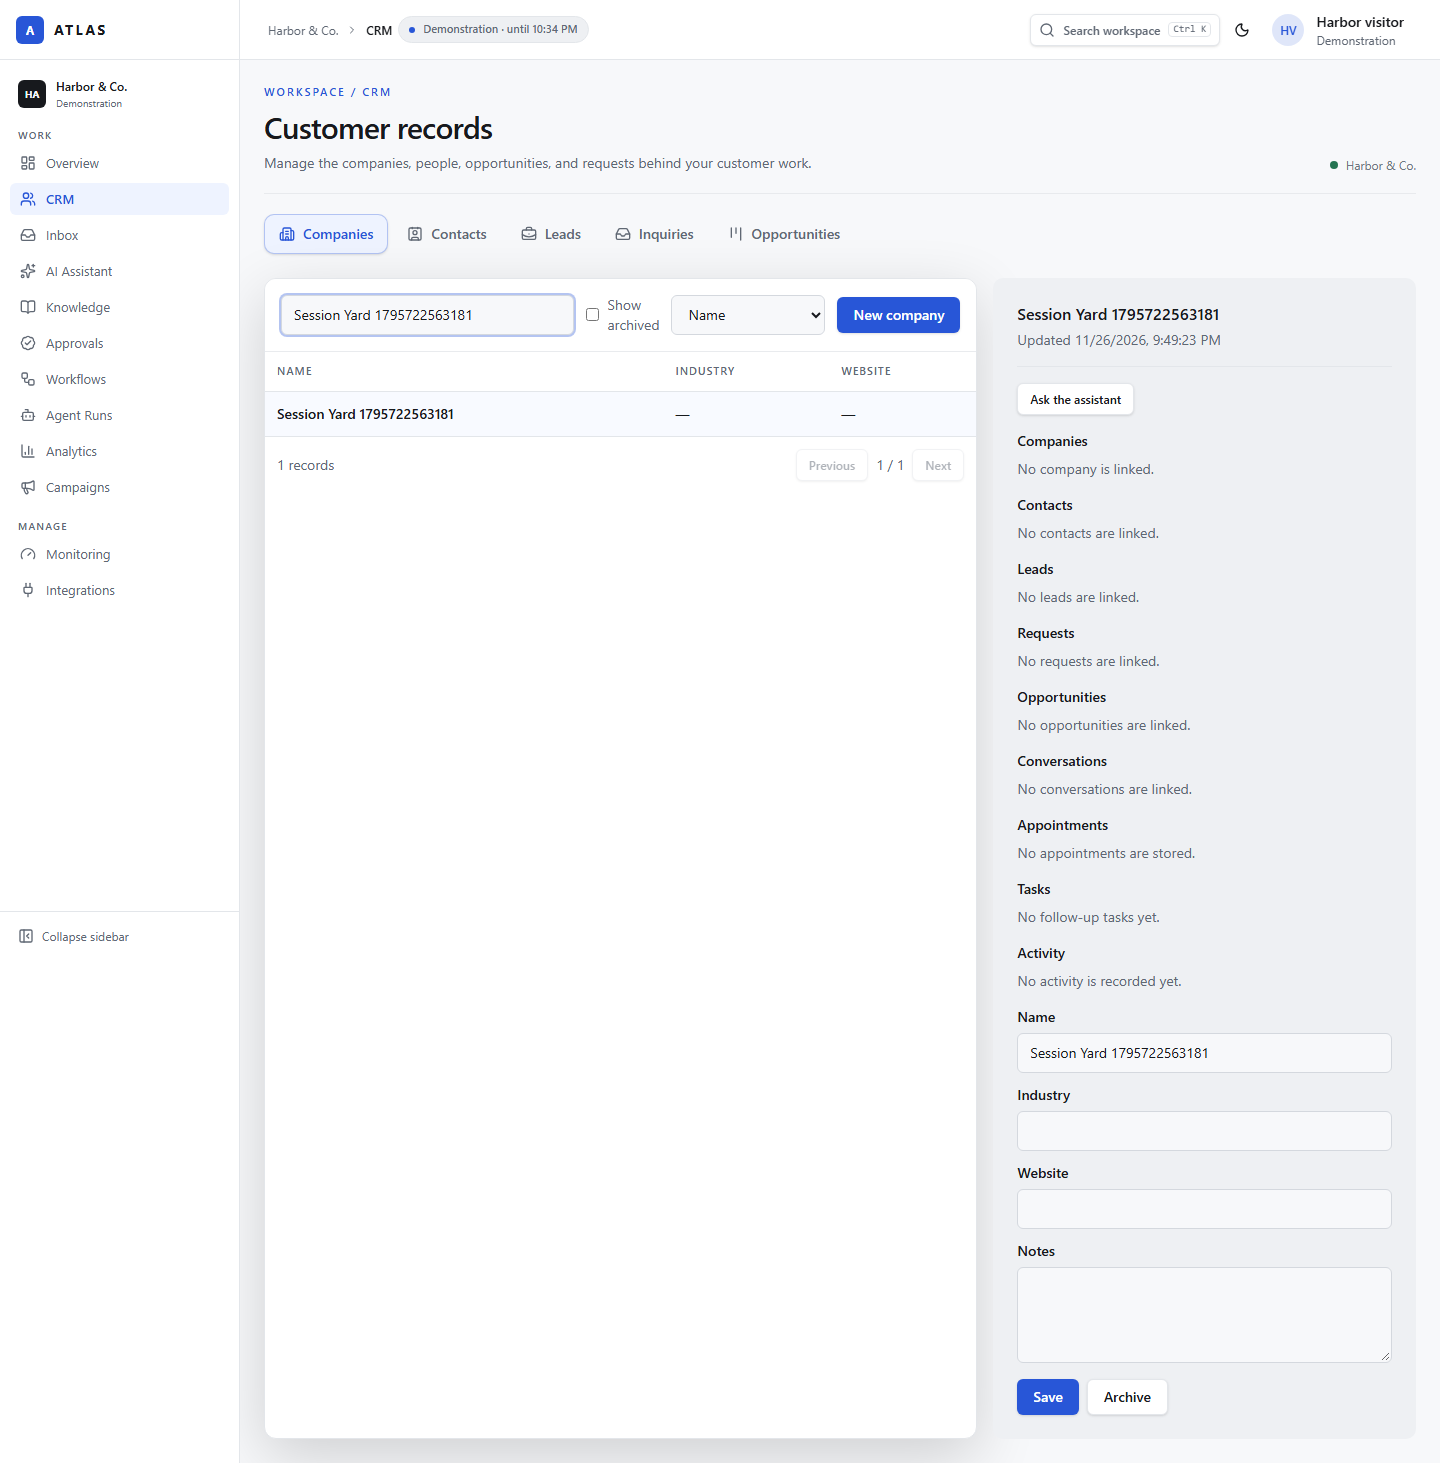 A ATLAS
Harbor & Co. > CRM Demonstration · until 10:34 PM
Search workspace Ctrl K
HV Harbor visitor
Demonstration
HA Harbor & Co.
Demonstration
WORK
Overview
CRM
Inbox
AI Assistant
Knowledge
Approvals
Workflows
Agent Runs
Analytics
Campaigns
MANAGE
Monitoring
Integrations
Collapse sidebar
WORKSPACE / CRM
Customer records
Manage the companies, people, opportunities, and requests behind your customer work.
Harbor & Co.
Companies Contacts Leads Inquiries Opportunities
Session Yard 1795722563181
Show
archived
Name
New company
NAME INDUSTRY WEBSITE
Session Yard 1795722563181 — —
1 records Previous 1 / 1 Next
Session Yard 1795722563181
Updated 11/26/2026, 9:49:23 PM
Ask the assistant
Companies
No company is linked.
Contacts
No contacts are linked.
Leads
No leads are linked.
Requests
No requests are linked.
Opportunities
No opportunities are linked.
Conversations
No conversations are linked.
Appointments
No appointments are stored.
Tasks
No follow-up tasks yet.
Activity
No activity is recorded yet.
Name
Session Yard 1795722563181
Industry
Website
Notes
Save Archive